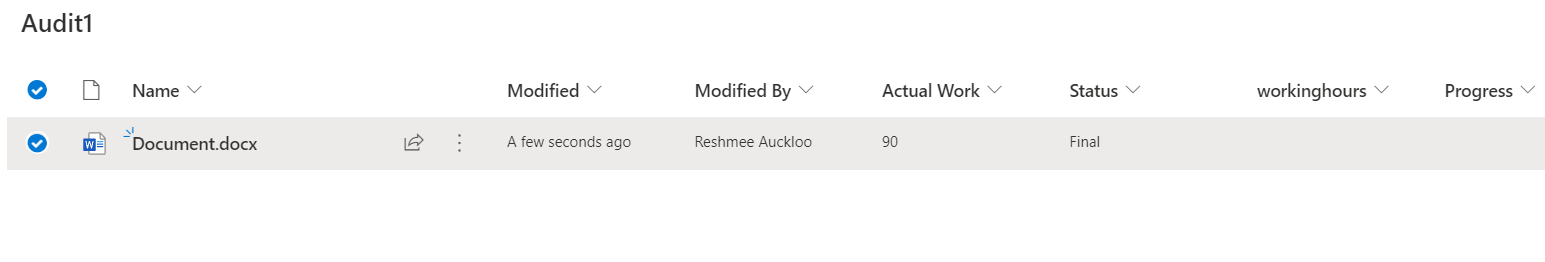 Audit1
Name Modified Modified By Actual Work Status workinghours Progress
W Document.docx A few seconds ago Reshmee Auckloo 90 Final